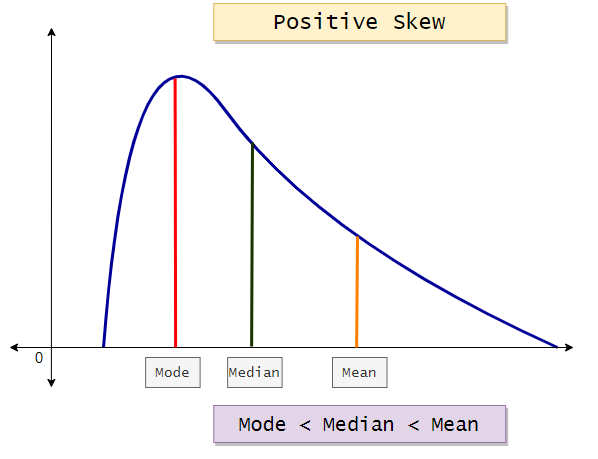 Positive Skew
0
Mode
Median
Mean
Mode < Median < Mean